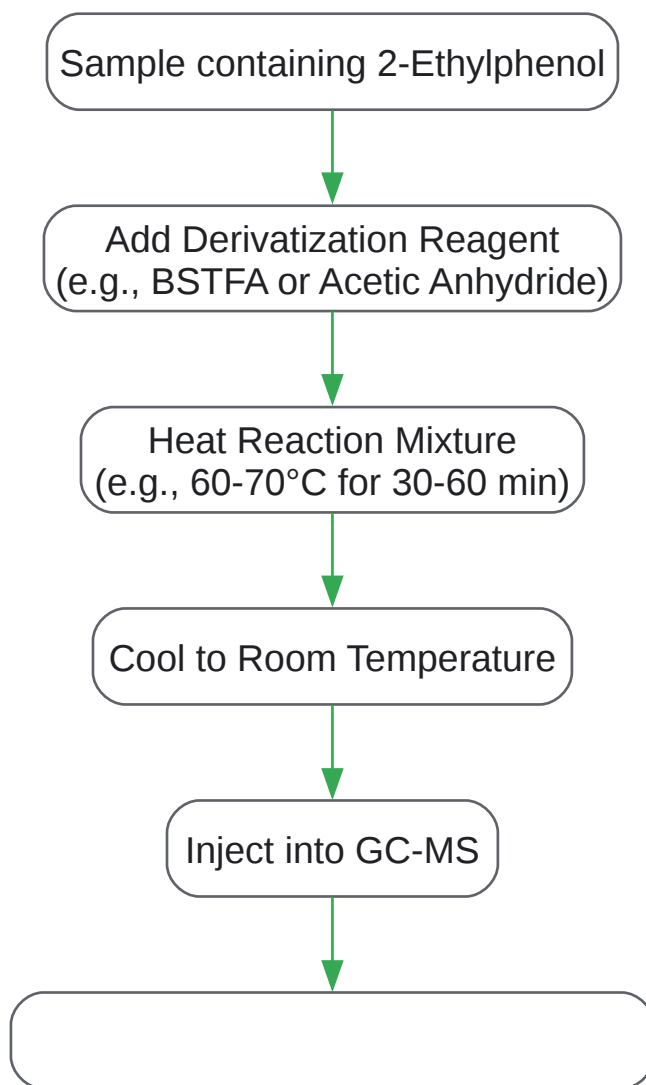 Sample containing 2-Ethylphenol
Add Derivatization Reagent
(e.g., BSTFA or Acetic Anhydride)
Heat Reaction Mixture
(e.g., 60-70°C for 30-60 min)
Cool to Room Temperature
Inject into GC-MS